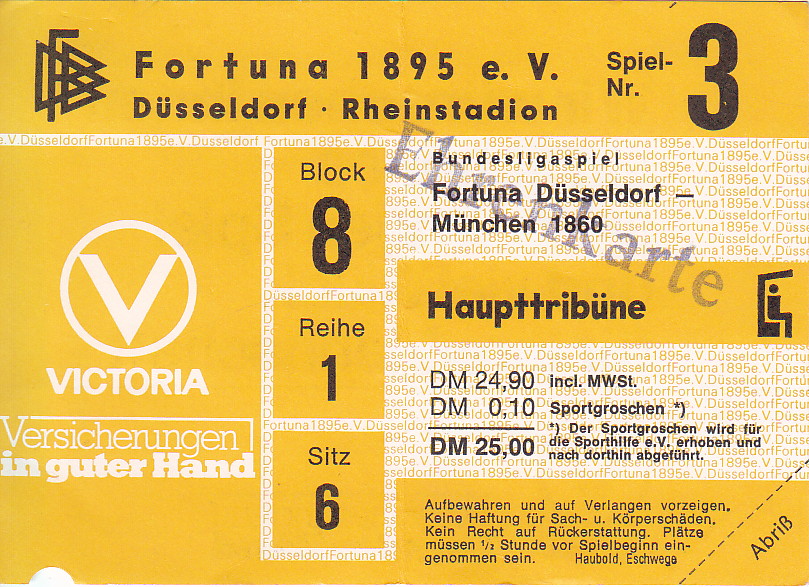 Fortuna 1895 e. V.
Düsseldorf · Rheinstadion
Spiel-
Nr. 3
Ehrenkarte
Bundesligaspiel
Fortuna Düsseldorf —
München 1860
Haupttribüne
Block
8
Reihe
1
Sitz
6
V
VICTORIA
Versicherungen
in guter Hand
DM 24,90 incl. MWSt.
DM 0,10 Sportgroschen *)
DM 25,00
*) Der Sportgroschen wird für
die Sporthilfe e.V. erhoben und
nach dorthin abgeführt.
Aufbewahren und auf Verlangen vorzeigen.
Keine Haftung für Sach- u. Körperschäden.
Kein Recht auf Rückerstattung. Plätze
müssen ½ Stunde vor Spielbeginn ein-
genommen sein. Haubold, Eschwege
Abriß